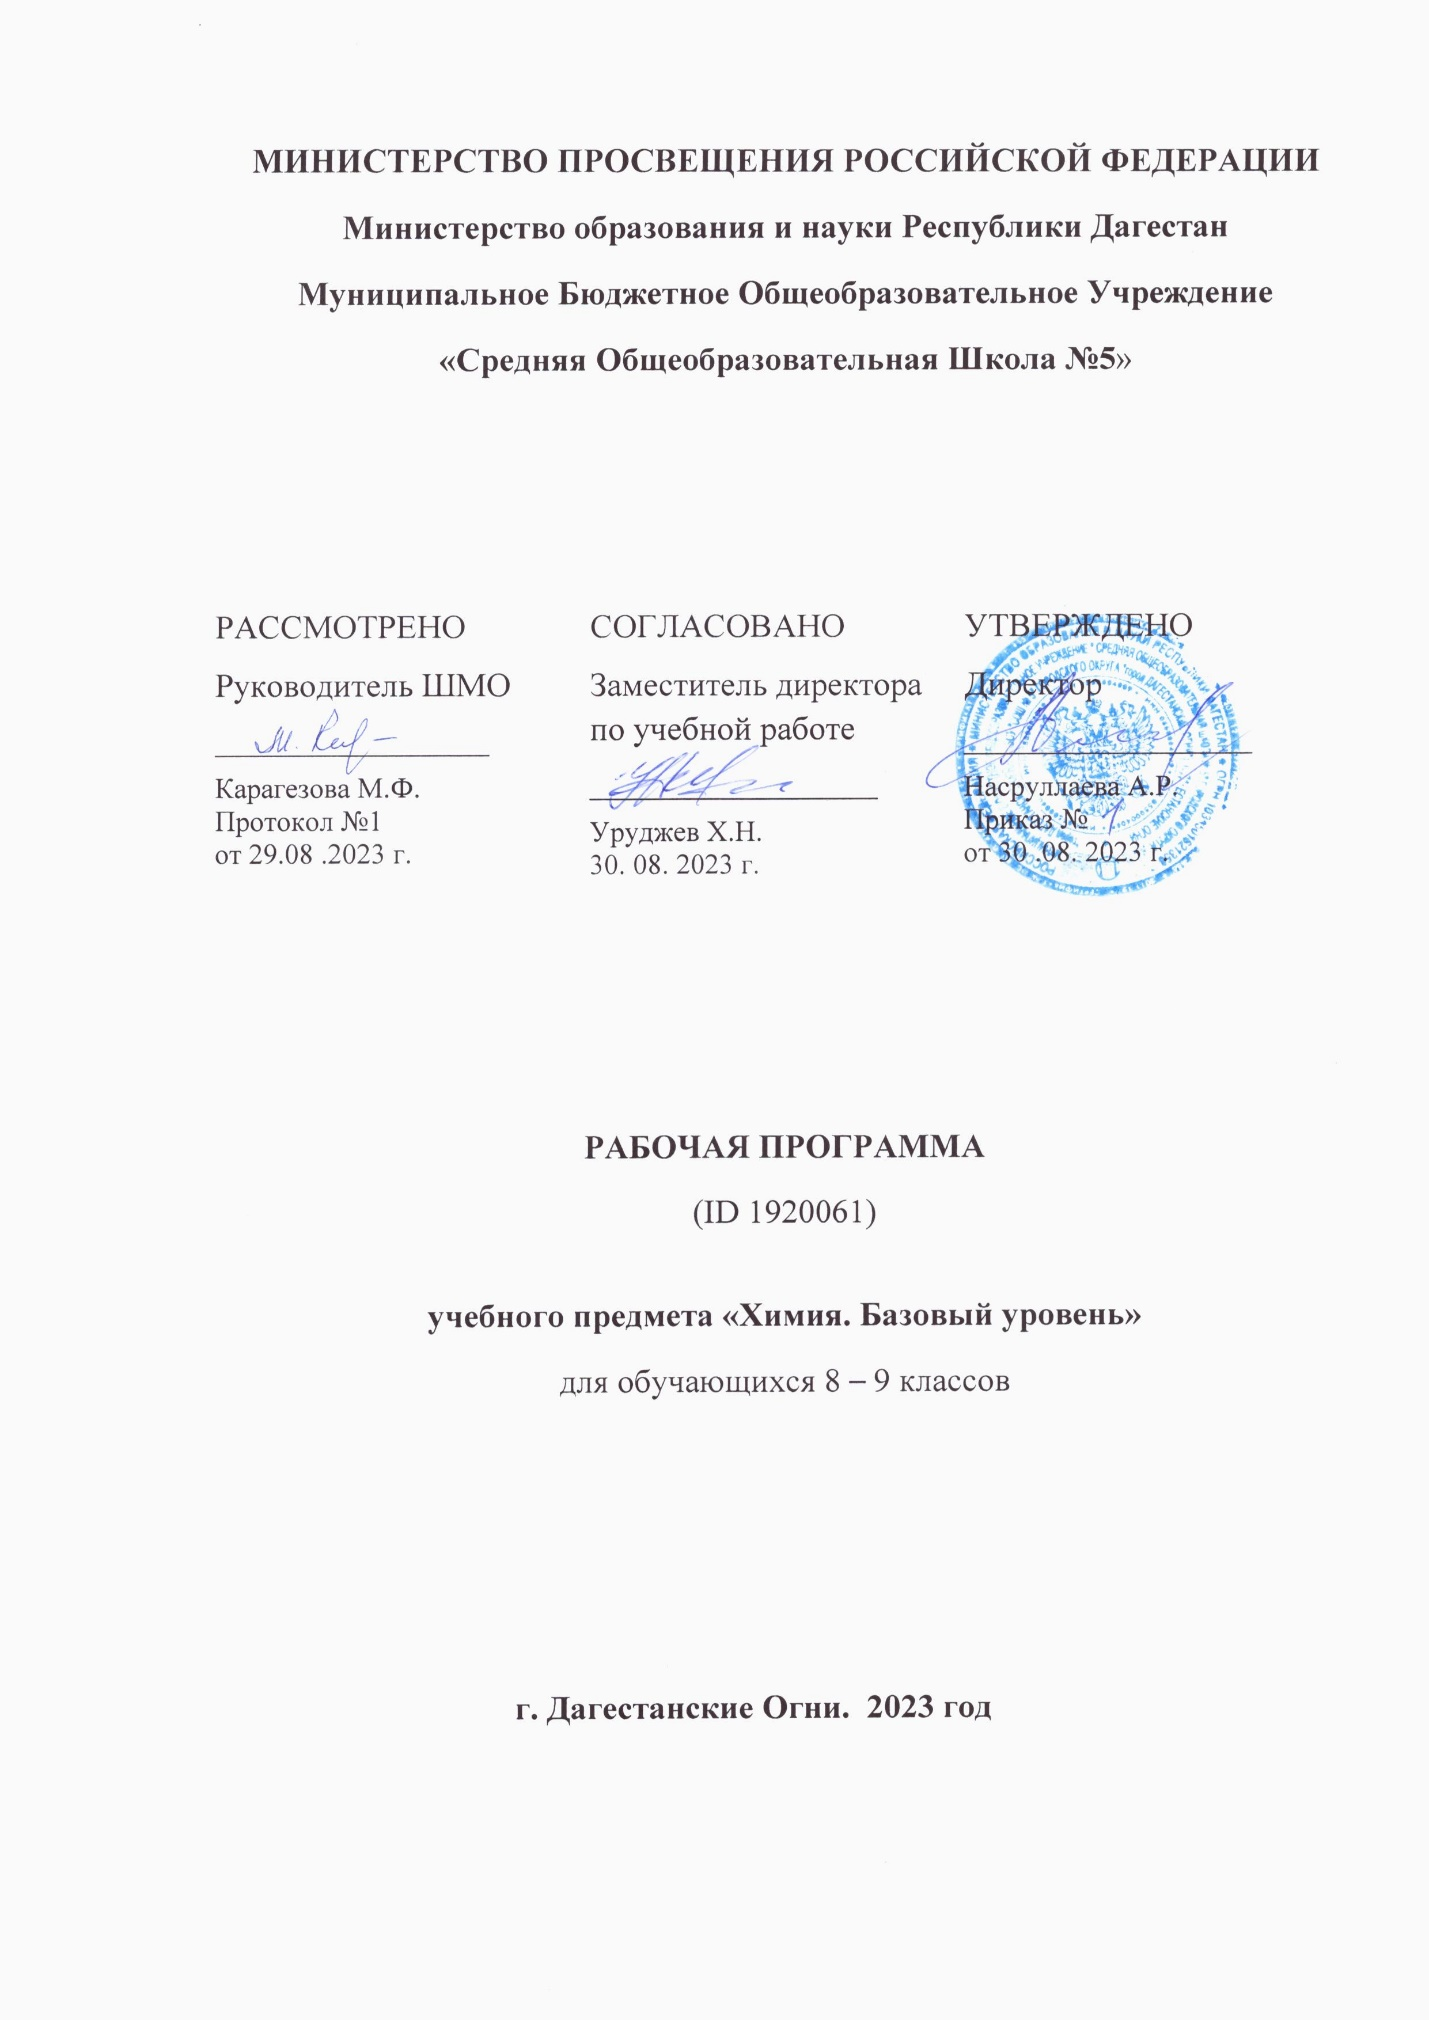 МИНИСТЕРСТВО ПРОСВЕЩЕНИЯ РОССИЙСКОЙ ФЕДЕРАЦИИ
Министерство образования и науки Республики Дагестан
Муниципальное Бюджетное Общеобразовательное Учреждение
«Средняя Общеобразовательная Школа №5»
РАССМОТРЕНО
Руководитель ШМО
Карагезова М.Ф.
Протокол №1
от 29.08 .2023 г.
СОГЛАСОВАНО
Заместитель директора
по учебной работе
Уруджев Х.Н.
30. 08. 2023 г.
УТВЕРЖДЕНО
Директор
Насруллаева А.Р.
Приказ № 1
от 30 .08. 2023 г.
РАБОЧАЯ ПРОГРАММА
(ID 1920061)
учебного предмета «Химия. Базовый уровень»
для обучающихся 8 – 9 классов
г. Дагестанские Огни.  2023 год